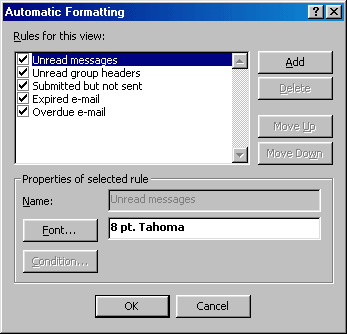 Automatic Formatting
Rules for this view:
Unread messages
Unread group headers
Submitted but not sent
Expired e-mail
Overdue e-mail
Add
Delete
Move Up
Move Down
Properties of selected rule
Name:
Unread messages
Font...
8 pt. Tahoma
Condition...
OK
Cancel